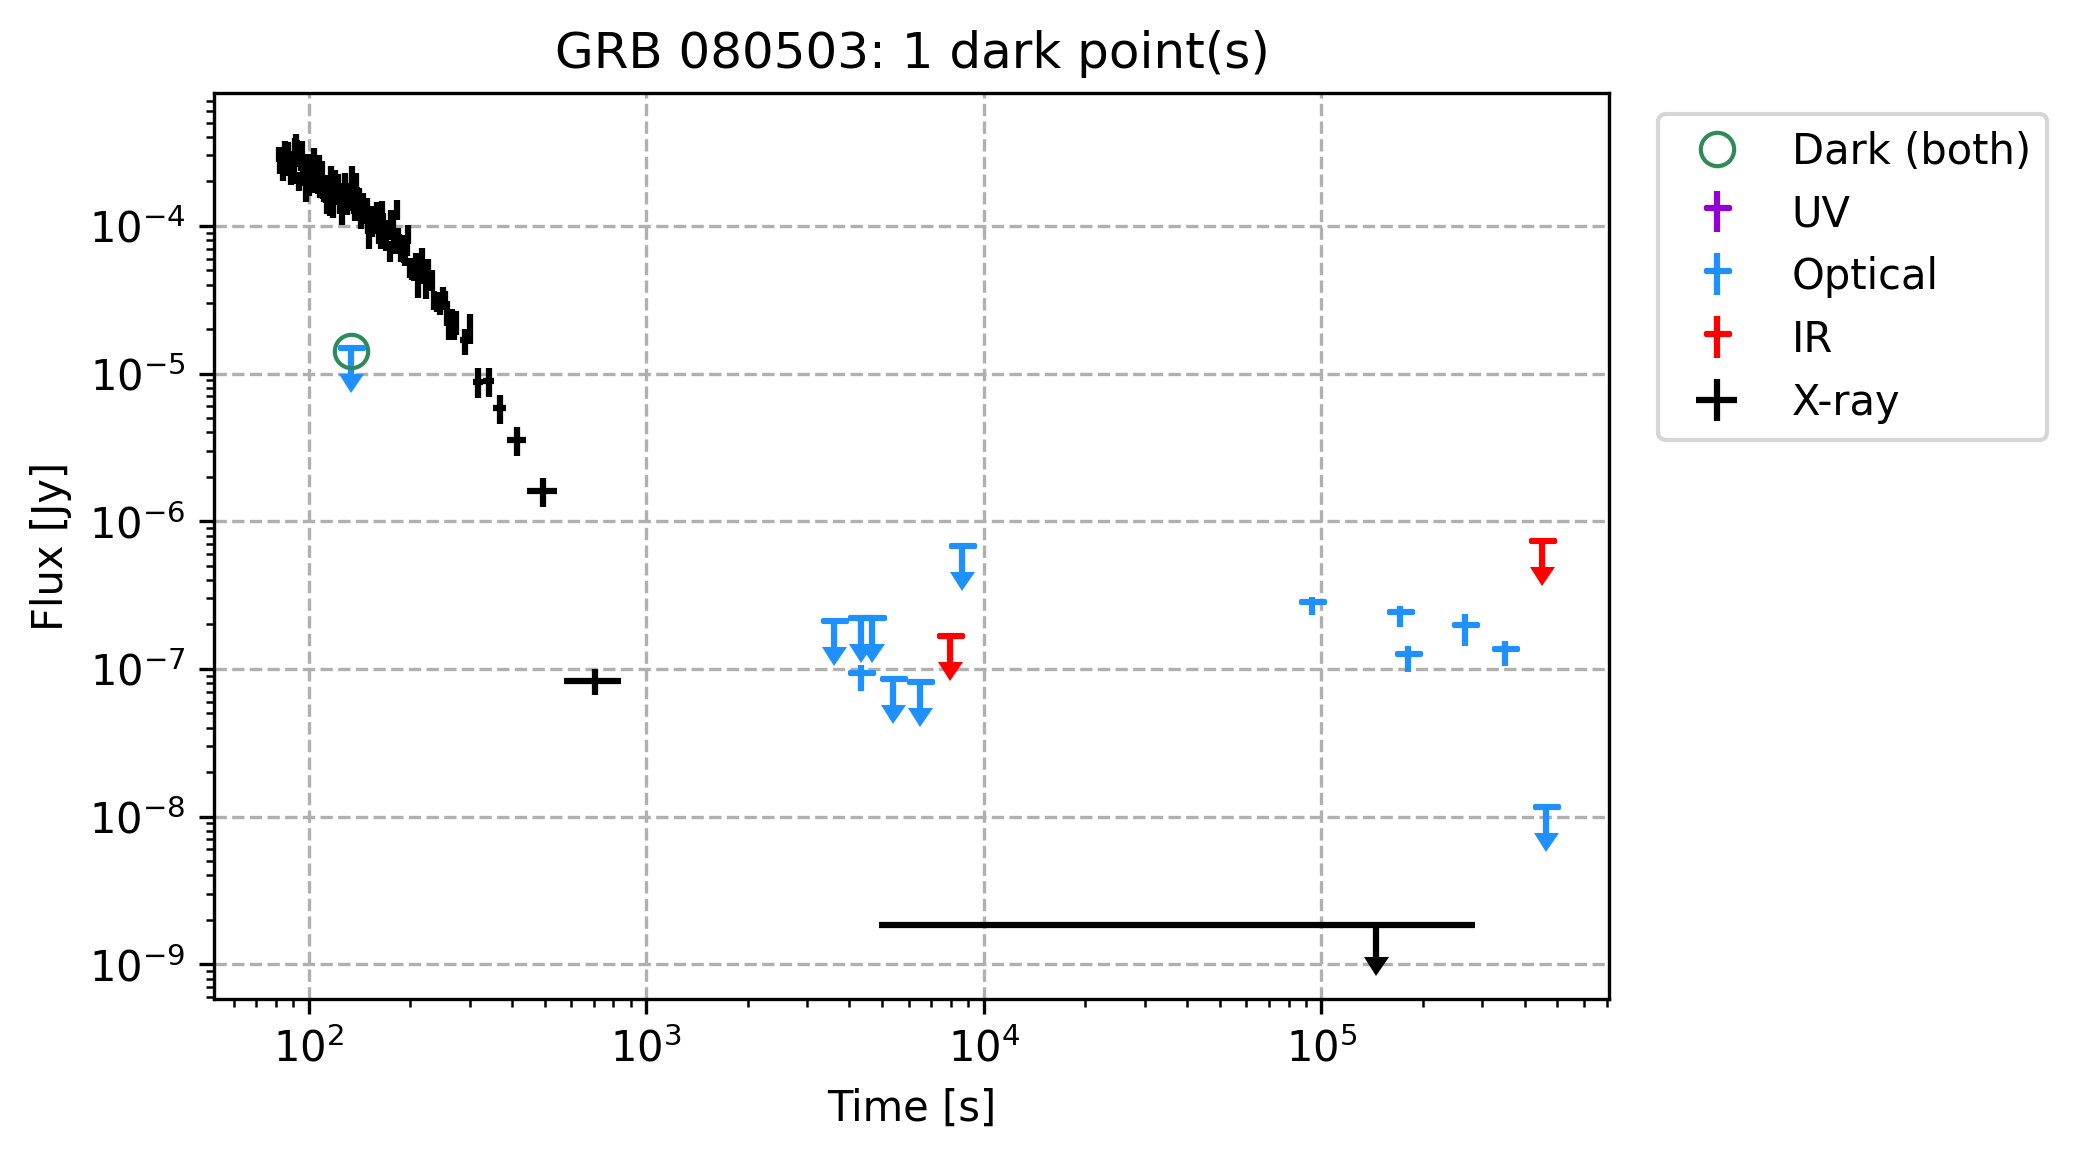 GRB 080503: 1 dark point(s)
Dark (both)
UV
Optical
IR
X-ray
Flux [Jy]
10⁻⁴
10⁻⁵
10⁻⁶
10⁻⁷
10⁻⁸
10⁻⁹
10² 10³ 10⁴ 10⁵
Time [s]